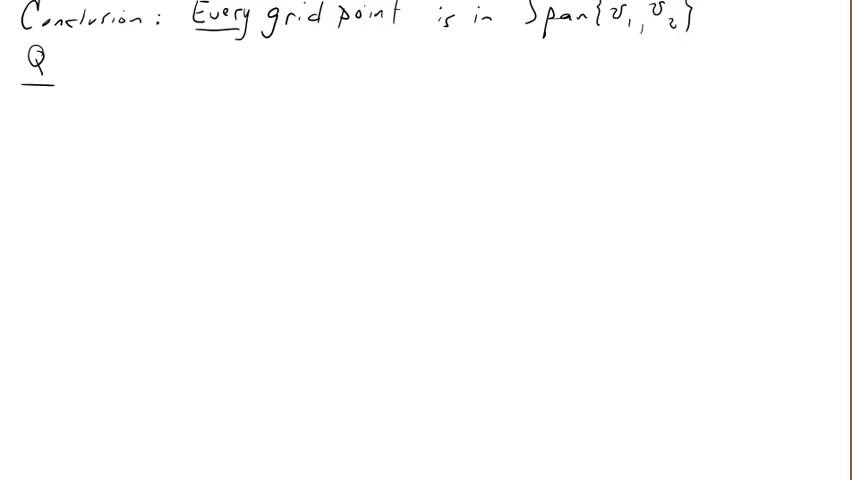 Conclusion: Every grid point is in Span{v₁, v₂}
Q